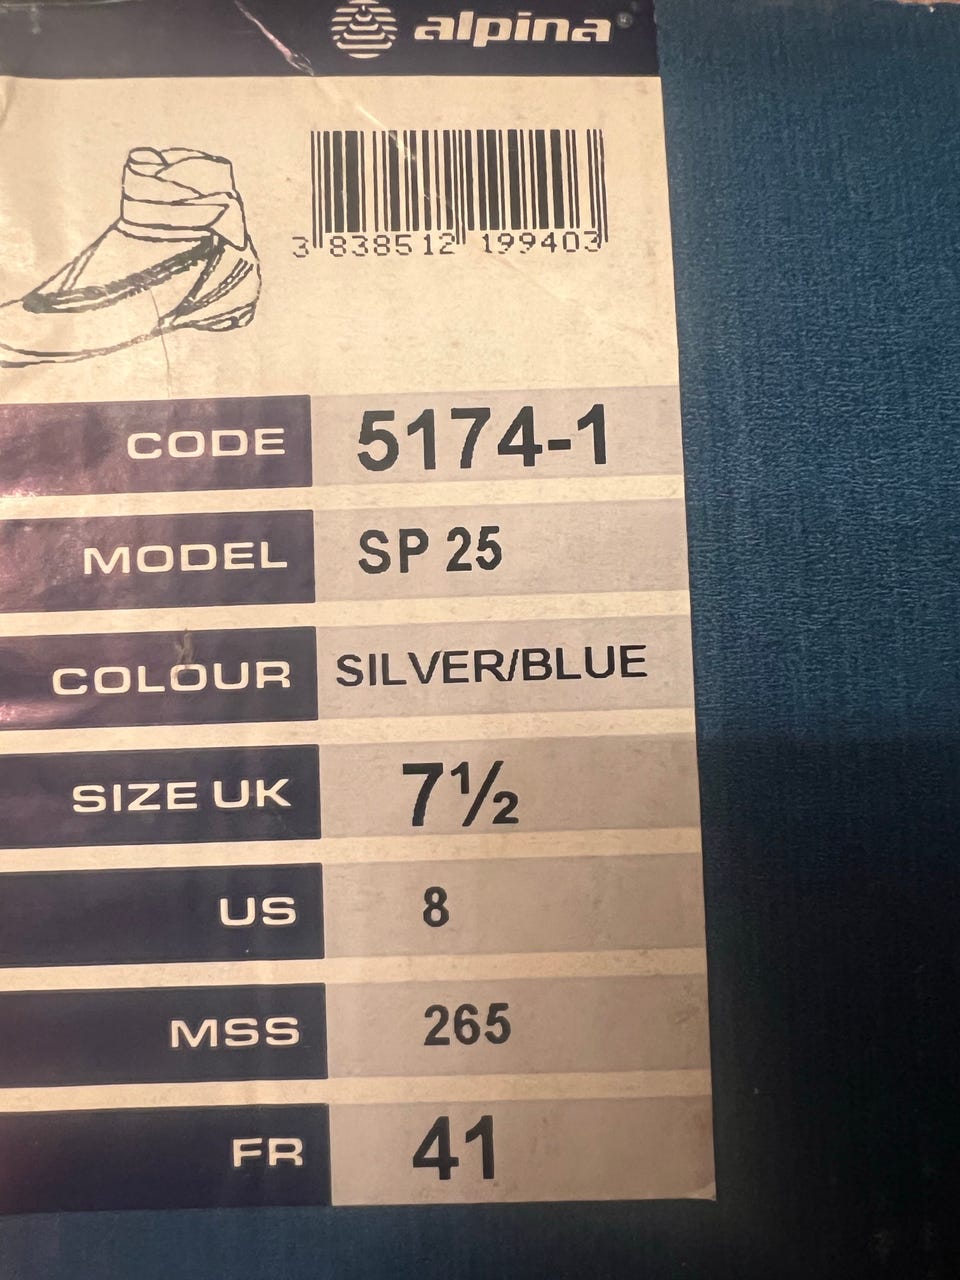 alpina
3 838512 199403
CODE 5174-1
MODEL SP 25
COLOUR SILVER/BLUE
SIZE UK 7½
US 8
MSS 265
FR 41